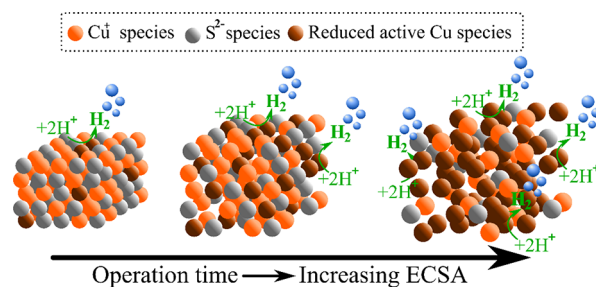 Cu⁺ species S²⁻ species Reduced active Cu species
+2H⁺ H₂
+2H⁺ H₂
H₂ +2H⁺
+2H⁺ H₂
H₂ +2H⁺
H₂ +2H⁺
H₂ +2H⁺
Operation time → Increasing ECSA